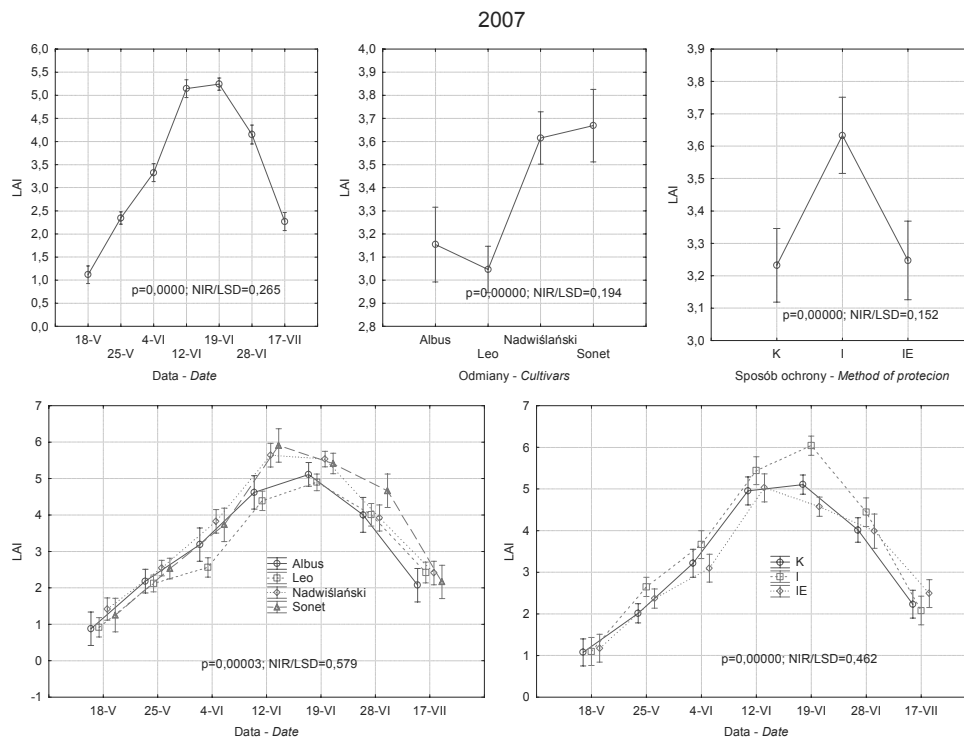 2007
6,0
5,5
5,0
4,5
4,0
3,5
3,0
2,5
2,0
1,5
1,0
0,5
0,0
LAI
p=0,0000; NIR/LSD=0,265
18-V 4-VI 19-VI 17-VII
25-V 12-VI 28-VI
Data - Date
4,0
3,9
3,8
3,7
3,6
3,5
3,4
3,3
3,2
3,1
3,0
2,9
2,8
LAI
p=0,00000; NIR/LSD=0,194
Albus Nadwiślański
Leo Sonet
Odmiany - Cultivars
3,9
3,8
3,7
3,6
3,5
3,4
3,3
3,2
3,1
3,0
LAI
p=0,00000; NIR/LSD=0,152
K I IE
Sposób ochrony - Method of protecion
7
6
5
4
3
2
1
0
-1
LAI
Albus
Leo
Nadwiślański
Sonet
p=0,00003; NIR/LSD=0,579
18-V 25-V 4-VI 12-VI 19-VI 28-VI 17-VII
Data - Date
7
6
5
4
3
2
1
0
LAI
K
I
IE
p=0,00000; NIR/LSD=0,462
18-V 25-V 4-VI 12-VI 19-VI 28-VI 17-VII
Data - Date